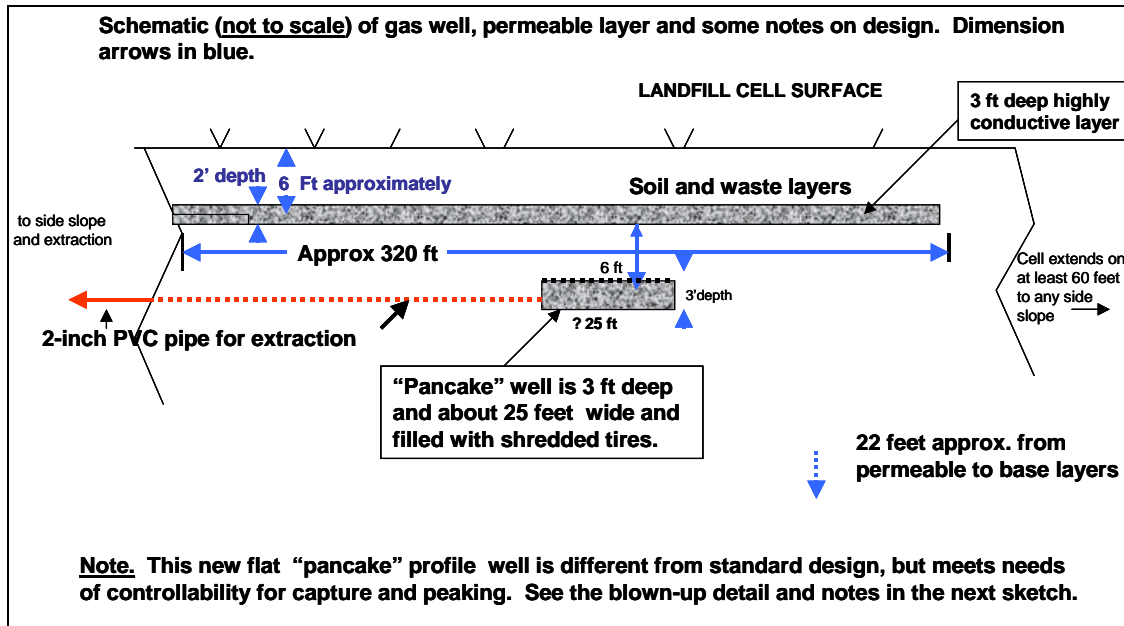 Schematic (not to scale) of gas well, permeable layer and some notes on design. Dimension
arrows in blue.
LANDFILL CELL SURFACE
3 ft deep highly
conductive layer
2’ depth
6 Ft approximately
Soil and waste layers
to side slope
and extraction
Approx 320 ft
6 ft
Cell extends on
at least 60 feet
to any side
slope
3’depth
? 25 ft
2-inch PVC pipe for extraction
“Pancake” well is 3 ft deep
and about 25 feet wide and
filled with shredded tires.
22 feet approx. from
permeable to base layers
Note. This new flat “pancake” profile well is different from standard design, but meets needs
of controllability for capture and peaking. See the blown-up detail and notes in the next sketch.